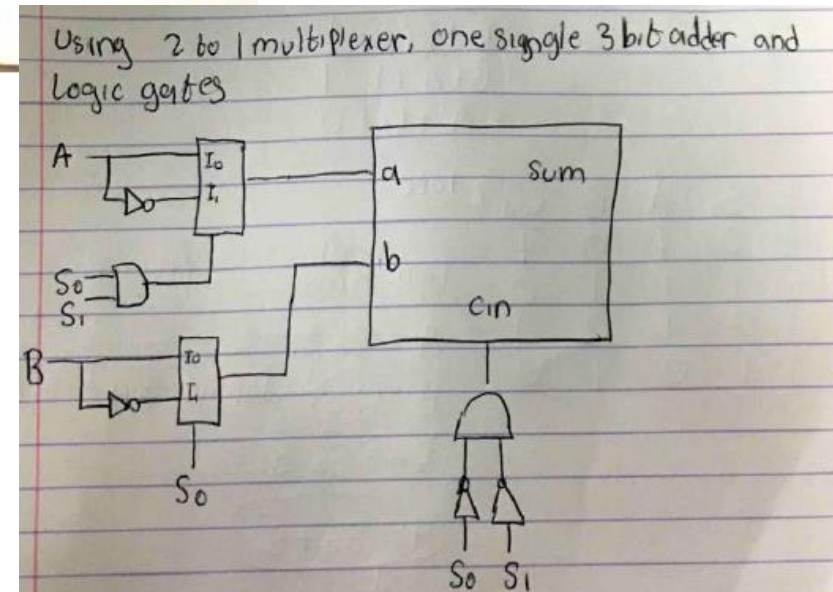 Using 2 to 1 multiplexer, one signgle 3 bit adder and
Logic gates
A
I0
I1
a
Sum
b
S0
S1
Cin
B
I0
I1
S0
S0 S1